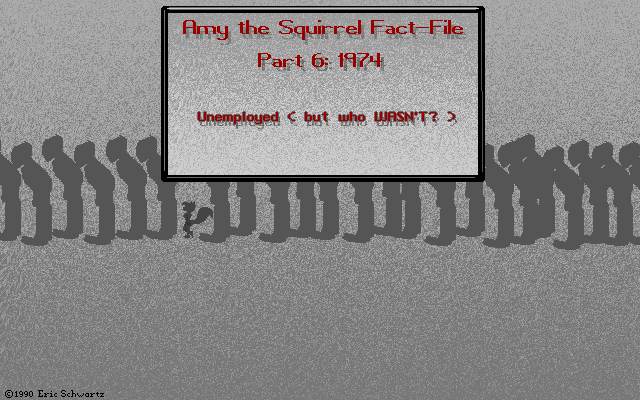 Amy the Squirrel Fact-File
Part 6: 1974
Unemployed < but who WASN'T? >
©1990 Eric Schwartz